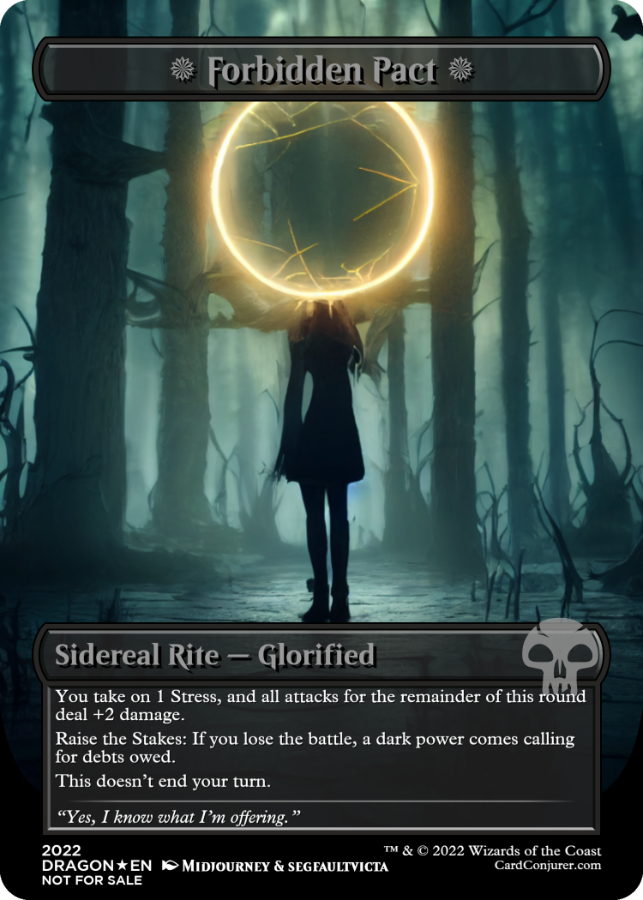 Forbidden Pact
Sidereal Rite — Glorified
You take on 1 Stress, and all attacks for the remainder of this round
deal +2 damage.
Raise the Stakes: If you lose the battle, a dark power comes calling
for debts owed.
This doesn't end your turn.
“Yes, I know what I'm offering.”
2022
DRAGON★EN Midjourney & segfaultvicta
NOT FOR SALE
™ & © 2022 Wizards of the Coast
CardConjurer.com